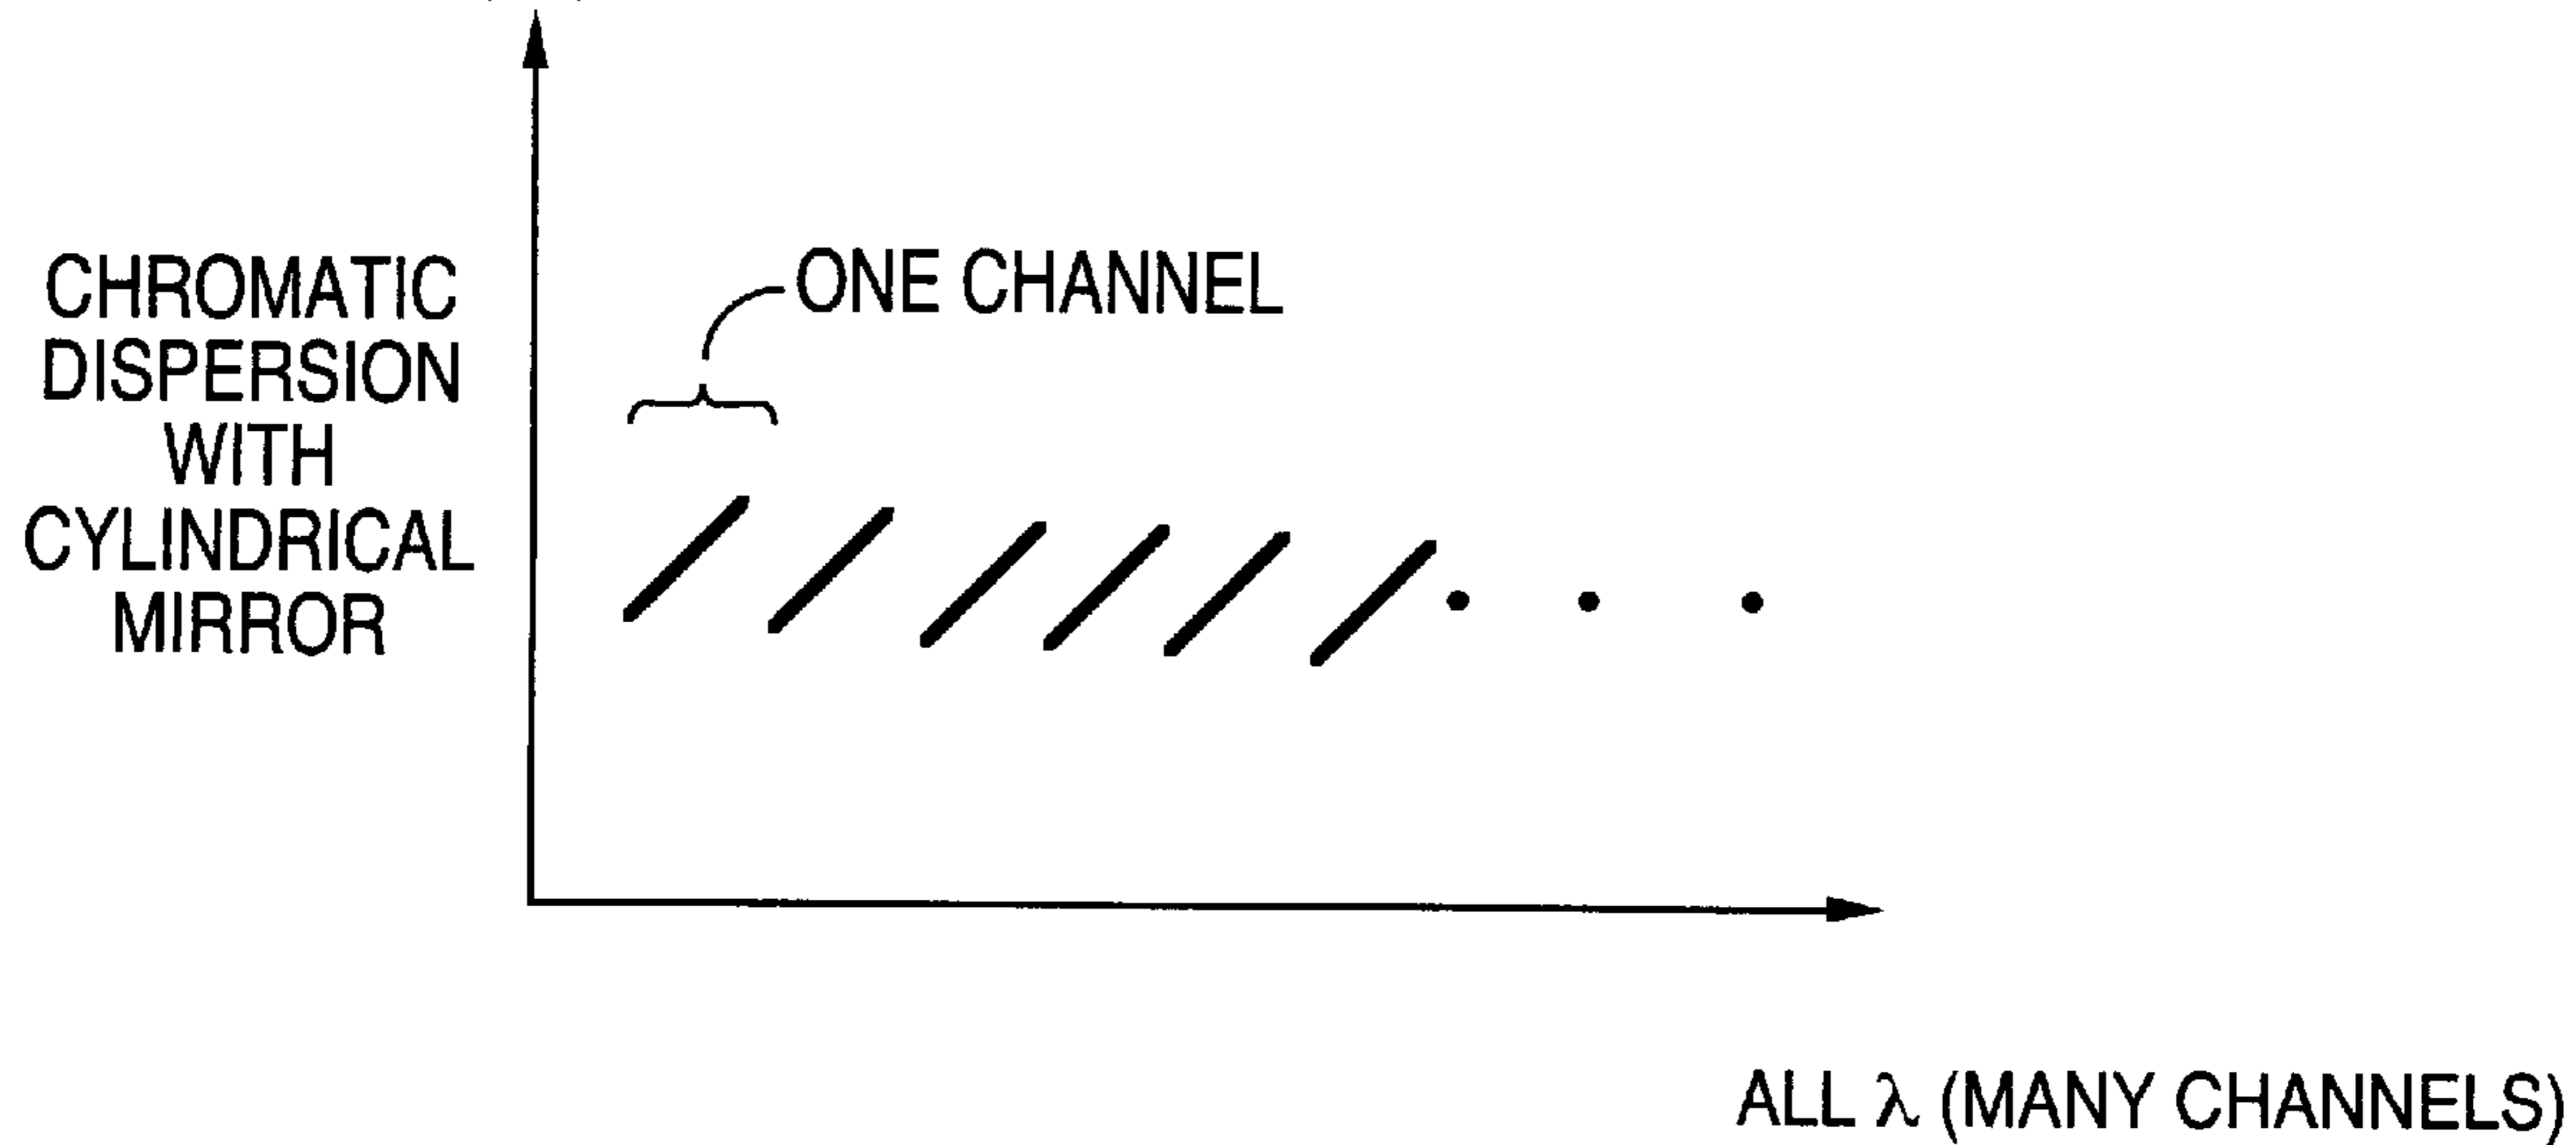 ONE CHANNEL
CHROMATIC
DISPERSION
WITH
CYLINDRICAL
MIRROR
ALL λ (MANY CHANNELS)